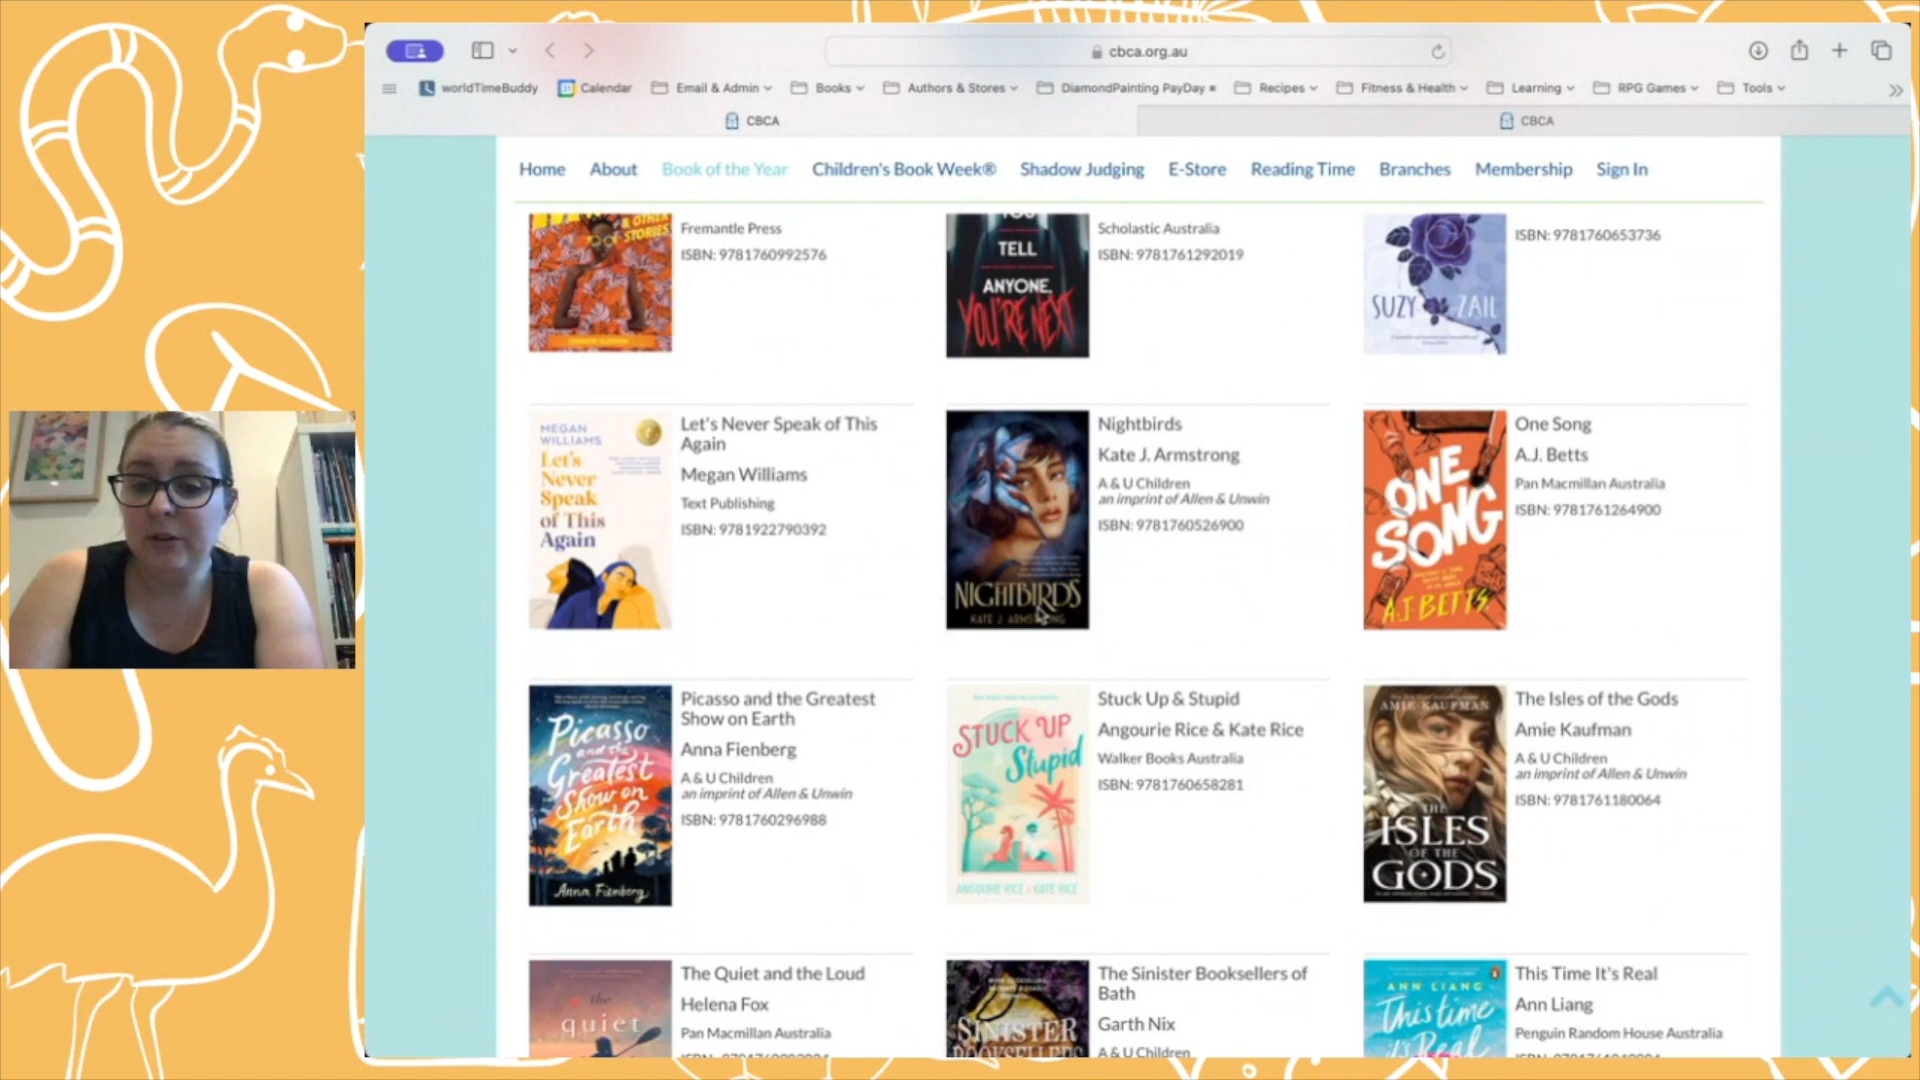 cbca.org.au
worldTimeBuddy
Calendar
Email & Admin
Books
Authors & Stores
DiamondPainting PayDay
Recipes
Fitness & Health
Learning
RPG Games
Tools
CBCA
CBCA
Home
About
Book of the Year
Children's Book Week®
Shadow Judging
E-Store
Reading Time
Branches
Membership
Sign In
& OTHER
STORIES
Fremantle Press
ISBN: 9781760992576
YOU
TELL
ANYONE,
YOU'RE NEXT
Scholastic Australia
ISBN: 9781761292019
SUZY ZAIL
ISBN: 9781760653736
MEGAN
WILLIAMS
Let's
Never
Speak
of This
Again
Let's Never Speak of This
Again
Megan Williams
Text Publishing
ISBN: 9781922790392
NIGHTBIRDS
KATE J. ARMSTRONG
Nightbirds
Kate J. Armstrong
A & U Children
an imprint of Allen & Unwin
ISBN: 9781760526900
ONE
SONG
A.J BETTS
One Song
A.J. Betts
Pan Macmillan Australia
ISBN: 9781761264900
Picasso
and the
Greatest
Show on
Earth
Anna Fienberg
Picasso and the Greatest
Show on Earth
Anna Fienberg
A & U Children
an imprint of Allen & Unwin
ISBN: 9781760296988
STUCK UP
Stupid
ANGOURIE RICE & KATE RICE
Stuck Up & Stupid
Angourie Rice & Kate Rice
Walker Books Australia
ISBN: 9781760658281
AMIE KAUFMAN
THE
ISLES
OF THE
GODS
The Isles of the Gods
Amie Kaufman
A & U Children
an imprint of Allen & Unwin
ISBN: 9781761180064
the
quiet
The Quiet and the Loud
Helena Fox
Pan Macmillan Australia
SINISTER
BOOKSELLERS
The Sinister Booksellers of
Bath
Garth Nix
A & U Children
ANN LIANG
This time
it's Real
This Time It's Real
Ann Liang
Penguin Random House Australia